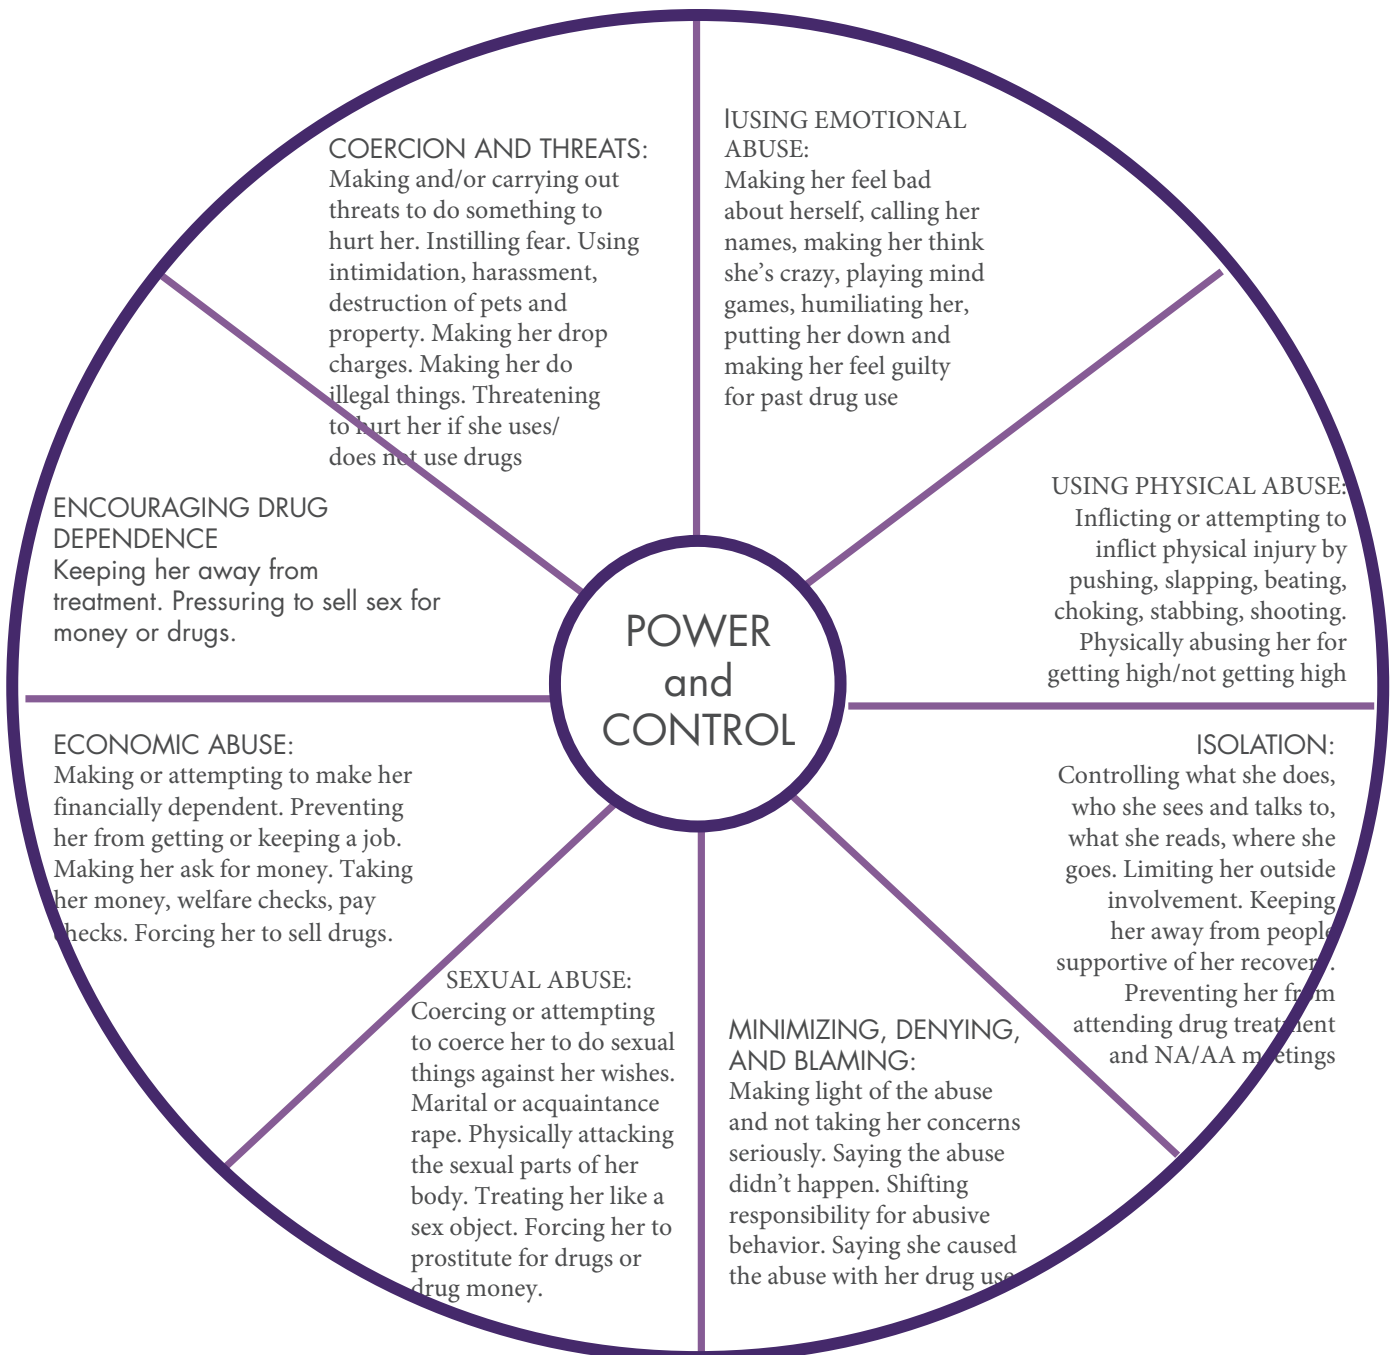 COERCION AND THREATS:
Making and/or carrying out
threats to do something to
hurt her. Instilling fear. Using
intimidation, harassment,
destruction of pets and
property. Making her drop
charges. Making her do
illegal things. Threatening
to hurt her if she uses/
does not use drugs
|USING EMOTIONAL
ABUSE:
Making her feel bad
about herself, calling her
names, making her think
she’s crazy, playing mind
games, humiliating her,
putting her down and
making her feel guilty
for past drug use
USING PHYSICAL ABUSE:
Inflicting or attempting to
inflict physical injury by
pushing, slapping, beating,
choking, stabbing, shooting.
Physically abusing her for
getting high/not getting high
ENCOURAGING DRUG
DEPENDENCE
Keeping her away from
treatment. Pressuring to sell sex for
money or drugs.
POWER
and
CONTROL
ECONOMIC ABUSE:
Making or attempting to make her
financially dependent. Preventing
her from getting or keeping a job.
Making her ask for money. Taking
her money, welfare checks, pay
checks. Forcing her to sell drugs.
ISOLATION:
Controlling what she does,
who she sees and talks to,
what she reads, where she
goes. Limiting her outside
involvement. Keeping
her away from people
supportive of her recovery.
Preventing her from
attending drug treatment
and NA/AA meetings
SEXUAL ABUSE:
Coercing or attempting
to coerce her to do sexual
things against her wishes.
Marital or acquaintance
rape. Physically attacking
the sexual parts of her
body. Treating her like a
sex object. Forcing her to
prostitute for drugs or
drug money.
MINIMIZING, DENYING,
AND BLAMING:
Making light of the abuse
and not taking her concerns
seriously. Saying the abuse
didn’t happen. Shifting
responsibility for abusive
behavior. Saying she caused
the abuse with her drug use